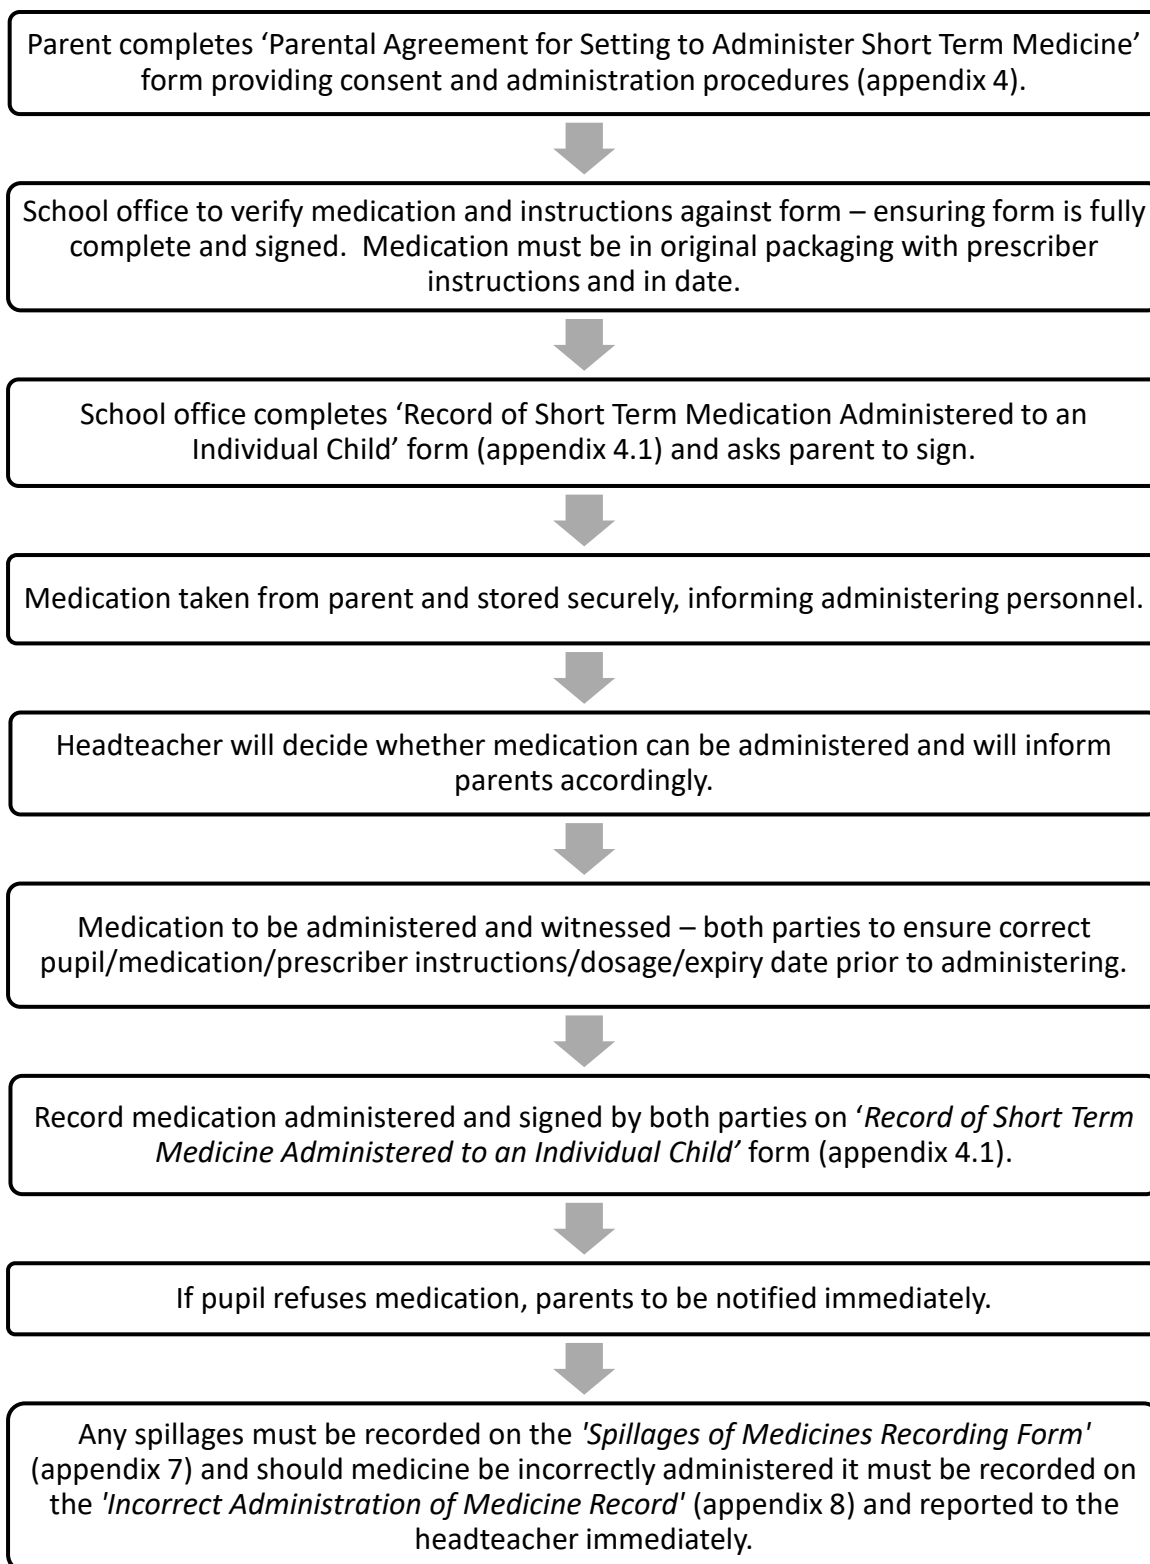 Parent completes ‘Parental Agreement for Setting to Administer Short Term Medicine’
form providing consent and administration procedures (appendix 4).
School office to verify medication and instructions against form – ensuring form is fully
complete and signed.  Medication must be in original packaging with prescriber
instructions and in date.
School office completes ‘Record of Short Term Medication Administered to an
Individual Child’ form (appendix 4.1) and asks parent to sign.
Medication taken from parent and stored securely, informing administering personnel.
Headteacher will decide whether medication can be administered and will inform
parents accordingly.
Medication to be administered and witnessed – both parties to ensure correct
pupil/medication/prescriber instructions/dosage/expiry date prior to administering.
Record medication administered and signed by both parties on ‘Record of Short Term
Medicine Administered to an Individual Child’ form (appendix 4.1).
If pupil refuses medication, parents to be notified immediately.
Any spillages must be recorded on the 'Spillages of Medicines Recording Form'
(appendix 7) and should medicine be incorrectly administered it must be recorded on
the 'Incorrect Administration of Medicine Record' (appendix 8) and reported to the
headteacher immediately.